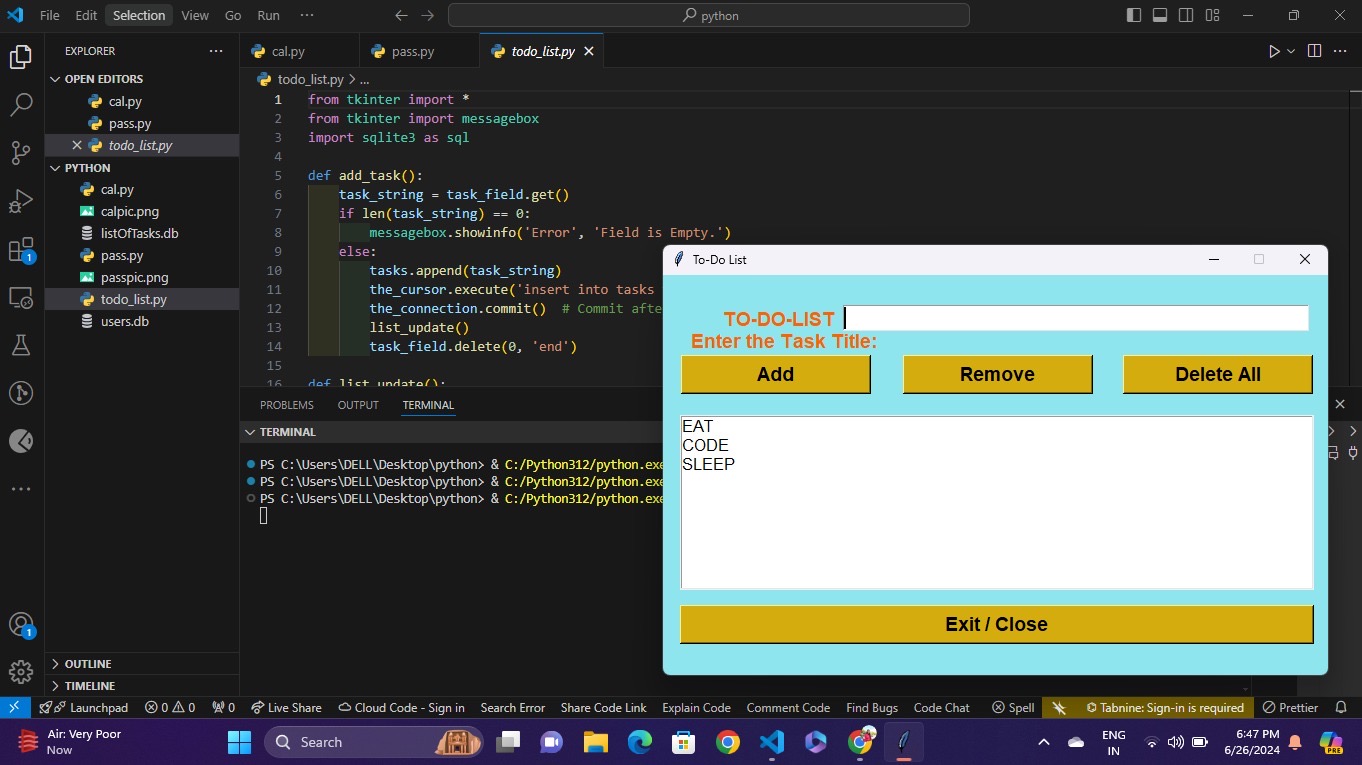 File Edit Selection View Go Run ··· python
EXPLORER ···
OPEN EDITORS
cal.py
pass.py
todo_list.py
PYTHON
cal.py
calpic.png
listOfTasks.db
pass.py
passpic.png
todo_list.py
users.db
OUTLINE
TIMELINE
cal.py pass.py todo_list.py
todo_list.py > ...
1 from tkinter import *
2 from tkinter import messagebox
3 import sqlite3 as sql
4
5 def add_task():
6 task_string = task_field.get()
7 if len(task_string) == 0:
8 messagebox.showinfo('Error', 'Field is Empty.')
9 else:
10 tasks.append(task_string)
11 the_cursor.execute('insert into tasks
12 the_connection.commit() # Commit afte
13 list_update()
14 task_field.delete(0, 'end')
15
16 def list_update():
PROBLEMS OUTPUT TERMINAL
TERMINAL
PS C:\Users\DELL\Desktop\python> & C:/Python312/python.exe
PS C:\Users\DELL\Desktop\python> & C:/Python312/python.exe
PS C:\Users\DELL\Desktop\python> & C:/Python312/python.exe
To-Do List
TO-DO-LIST
Enter the Task Title:
Add Remove Delete All
EAT
CODE
SLEEP
Exit / Close
1
1
Launchpad 0 0 0 Live Share Cloud Code - Sign in Search Error Share Code Link Explain Code Comment Code Find Bugs Code Chat Spell Tabnine: Sign-in is required Prettier
Air: Very Poor
Now
Search
ENG
IN
6:47 PM
6/26/2024
PRE